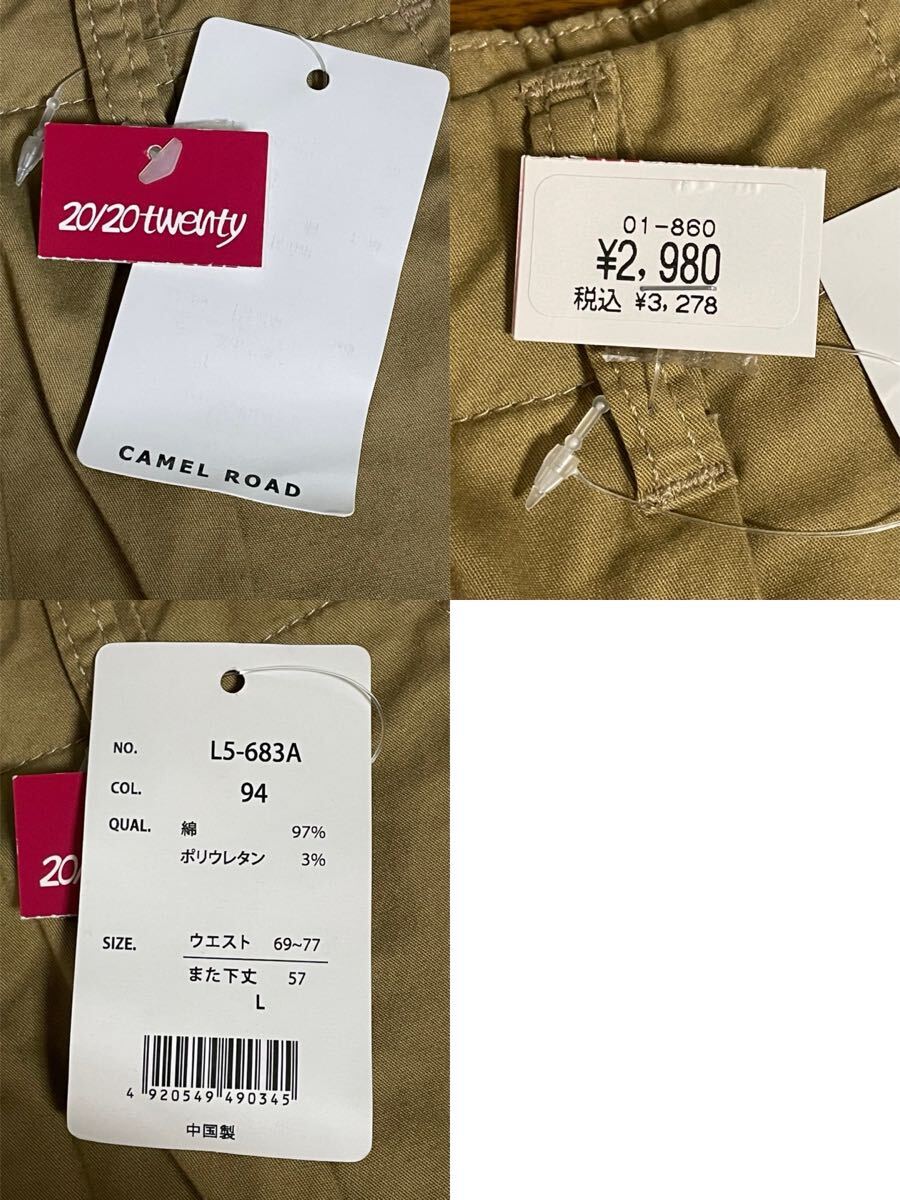 20/20 twenty
CAMEL ROAD
01-860
¥2,980
税込 ¥3,278
NO. L5-683A
COL. 94
QUAL. 綿 97%
ポリウレタン 3%
20/
SIZE. ウエスト 69~77
また下丈 57
L
4 920549 490345
中国製